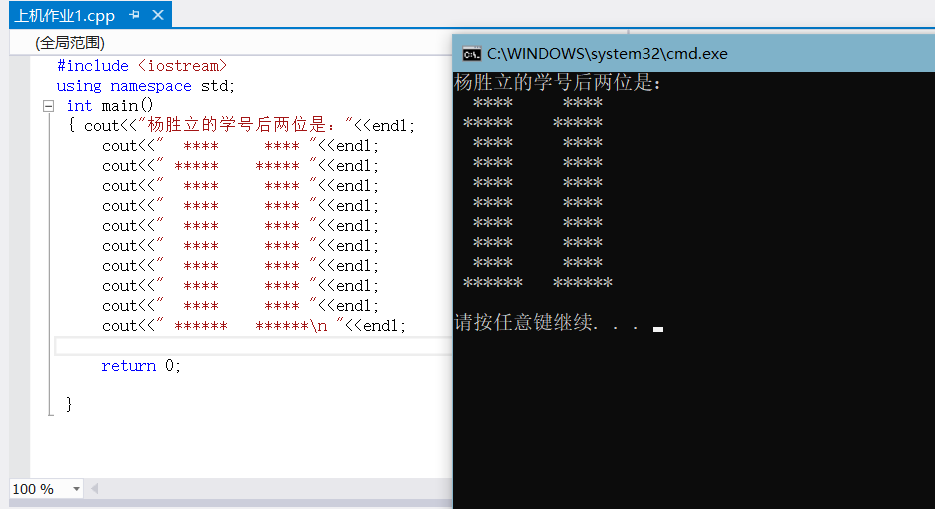 上机作业1.cpp
(全局范围)
#include <iostream>
using namespace std;
int main()
{ cout<<"杨胜立的学号后两位是："<<endl;
cout<<"  ****     **** "<<endl;
cout<<" *****    ***** "<<endl;
cout<<"  ****     **** "<<endl;
cout<<"  ****     **** "<<endl;
cout<<"  ****     **** "<<endl;
cout<<"  ****     **** "<<endl;
cout<<"  ****     **** "<<endl;
cout<<"  ****     **** "<<endl;
cout<<"  ****     **** "<<endl;
cout<<" ******   ******\n "<<endl;
return 0;
}
100 %
C:\WINDOWS\system32\cmd.exe
杨胜立的学号后两位是：
  ****     ****
 *****    *****
  ****     ****
  ****     ****
  ****     ****
  ****     ****
  ****     ****
  ****     ****
  ****     ****
 ******   ******
请按任意键继续. . .